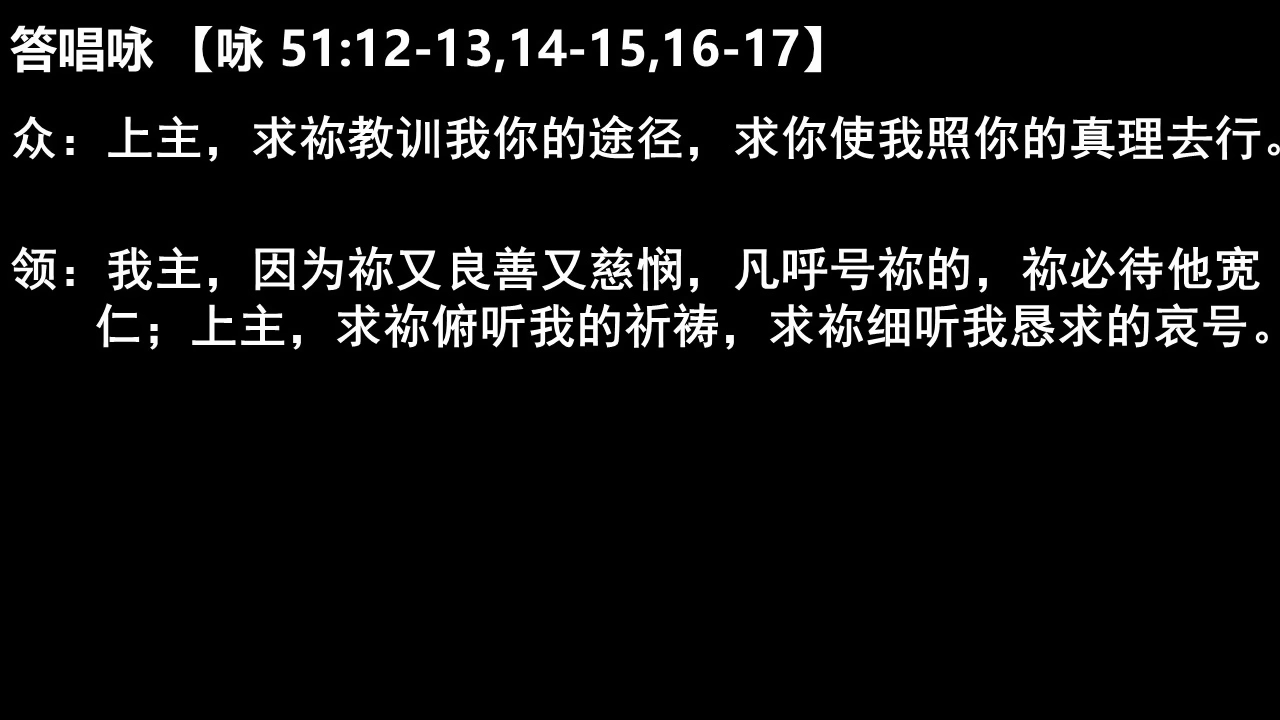 答唱咏 【咏 51:12-13,14-15,16-17】
众：上主，求祢教训我你的途径，求你使我照你的真理去行。
领：我主，因为祢又良善又慈悯，凡呼号祢的，祢必待他宽
仁；上主，求祢俯听我的祈祷，求祢细听我恳求的哀号。